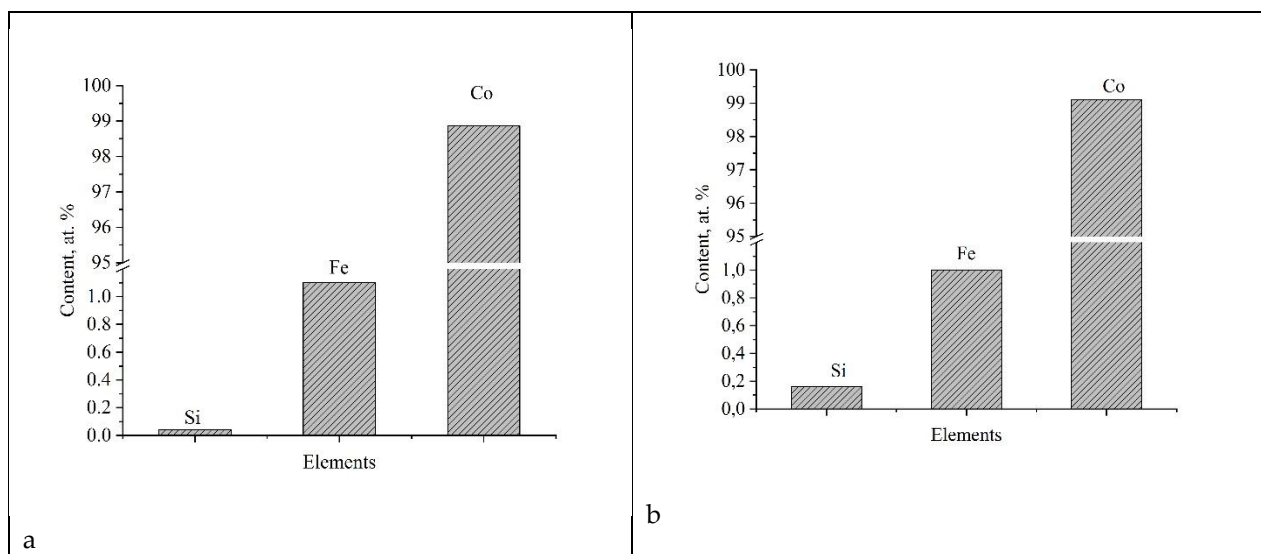 100
99
98
97
96
95
1.0
0.8
0.6
0.4
0.2
0.0
Content, at. %
Si
Fe
Co
Elements
a
100
99
98
97
96
95
1,0
0,8
0,6
0,4
0,2
0,0
Content, at. %
Si
Fe
Co
Elements
b